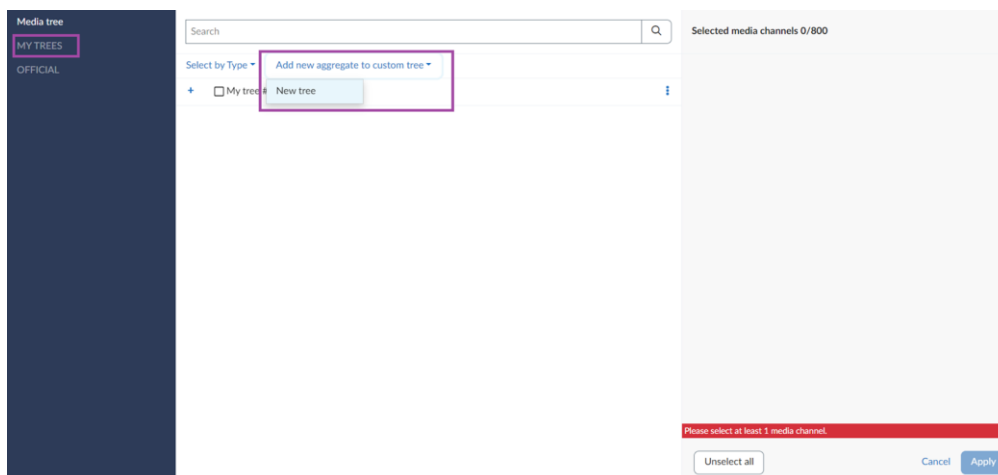 Media tree
MY TREES
OFFICIAL
Search
Select by Type
Add new aggregate to custom tree
My tree #
New tree
Selected media channels 0/800
Please select at least 1 media channel.
Unselect all
Cancel
Apply